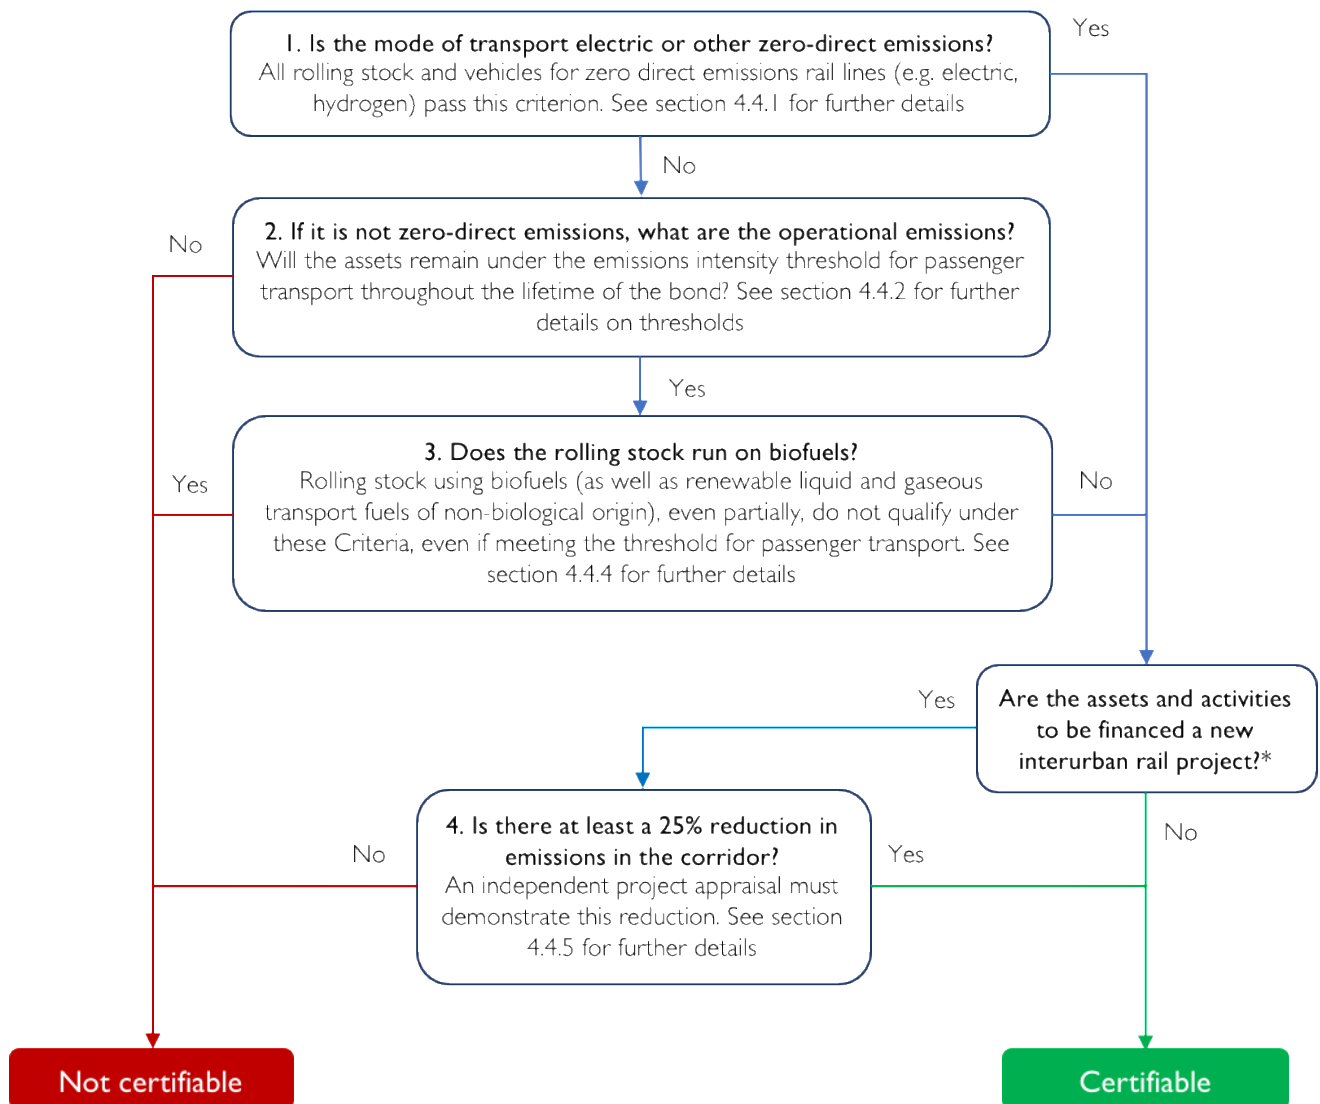 1. Is the mode of transport electric or other zero-direct emissions?
All rolling stock and vehicles for zero direct emissions rail lines (e.g. electric,
hydrogen) pass this criterion. See section 4.4.1 for further details
Yes
No
2. If it is not zero-direct emissions, what are the operational emissions?
Will the assets remain under the emissions intensity threshold for passenger
transport throughout the lifetime of the bond? See section 4.4.2 for further
details on thresholds
No
Yes
3. Does the rolling stock run on biofuels?
Rolling stock using biofuels (as well as renewable liquid and gaseous
transport fuels of non-biological origin), even partially, do not qualify under
these Criteria, even if meeting the threshold for passenger transport. See
section 4.4.4 for further details
Yes
No
Are the assets and activities
to be financed a new
interurban rail project?*
Yes
No
4. Is there at least a 25% reduction in
emissions in the corridor?
An independent project appraisal must
demonstrate this reduction. See section
4.4.5 for further details
No
Yes
Not certifiable
Certifiable